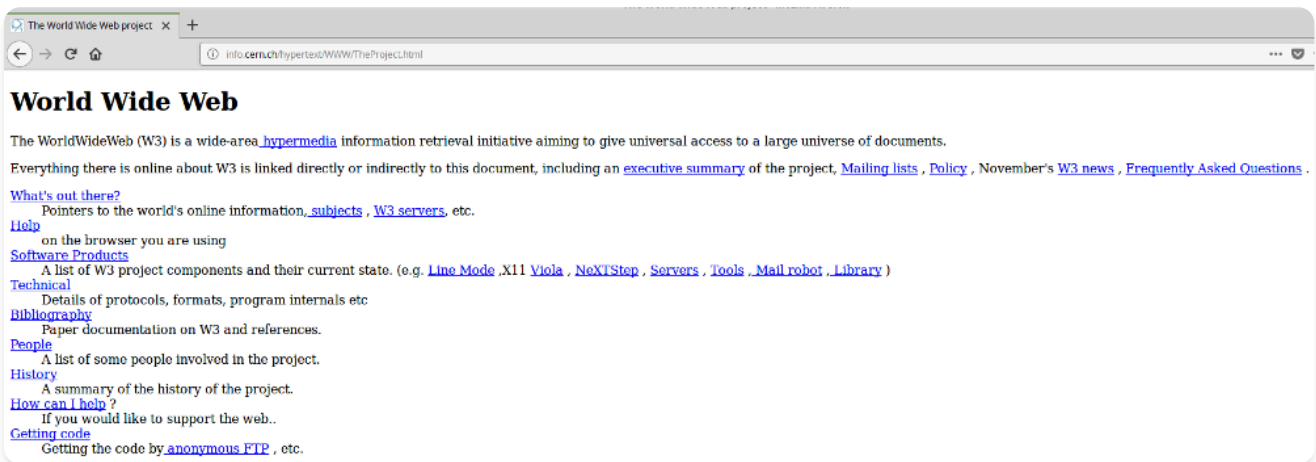 The World Wide Web project
info.cern.ch/hypertext/WWW/TheProject.html
World Wide Web
The WorldWideWeb (W3) is a wide-area hypermedia information retrieval initiative aiming to give universal access to a large universe of documents.
Everything there is online about W3 is linked directly or indirectly to this document, including an executive summary of the project, Mailing lists , Policy , November's W3 news , Frequently Asked Questions .
What's out there?
Pointers to the world's online information, subjects , W3 servers, etc.
Help
on the browser you are using
Software Products
A list of W3 project components and their current state. (e.g. Line Mode ,X11 Viola , NeXTStep , Servers , Tools , Mail robot , Library )
Technical
Details of protocols, formats, program internals etc
Bibliography
Paper documentation on W3 and references.
People
A list of some people involved in the project.
History
A summary of the history of the project.
How can I help ?
If you would like to support the web..
Getting code
Getting the code by anonymous FTP , etc.